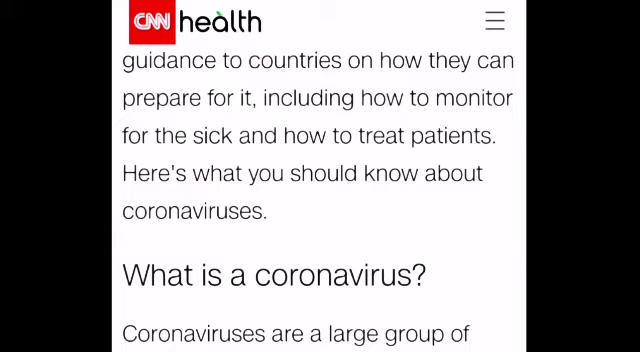 CNN health
guidance to countries on how they can
prepare for it, including how to monitor
for the sick and how to treat patients.
Here's what you should know about
coronaviruses.
What is a coronavirus?
Coronaviruses are a large group of